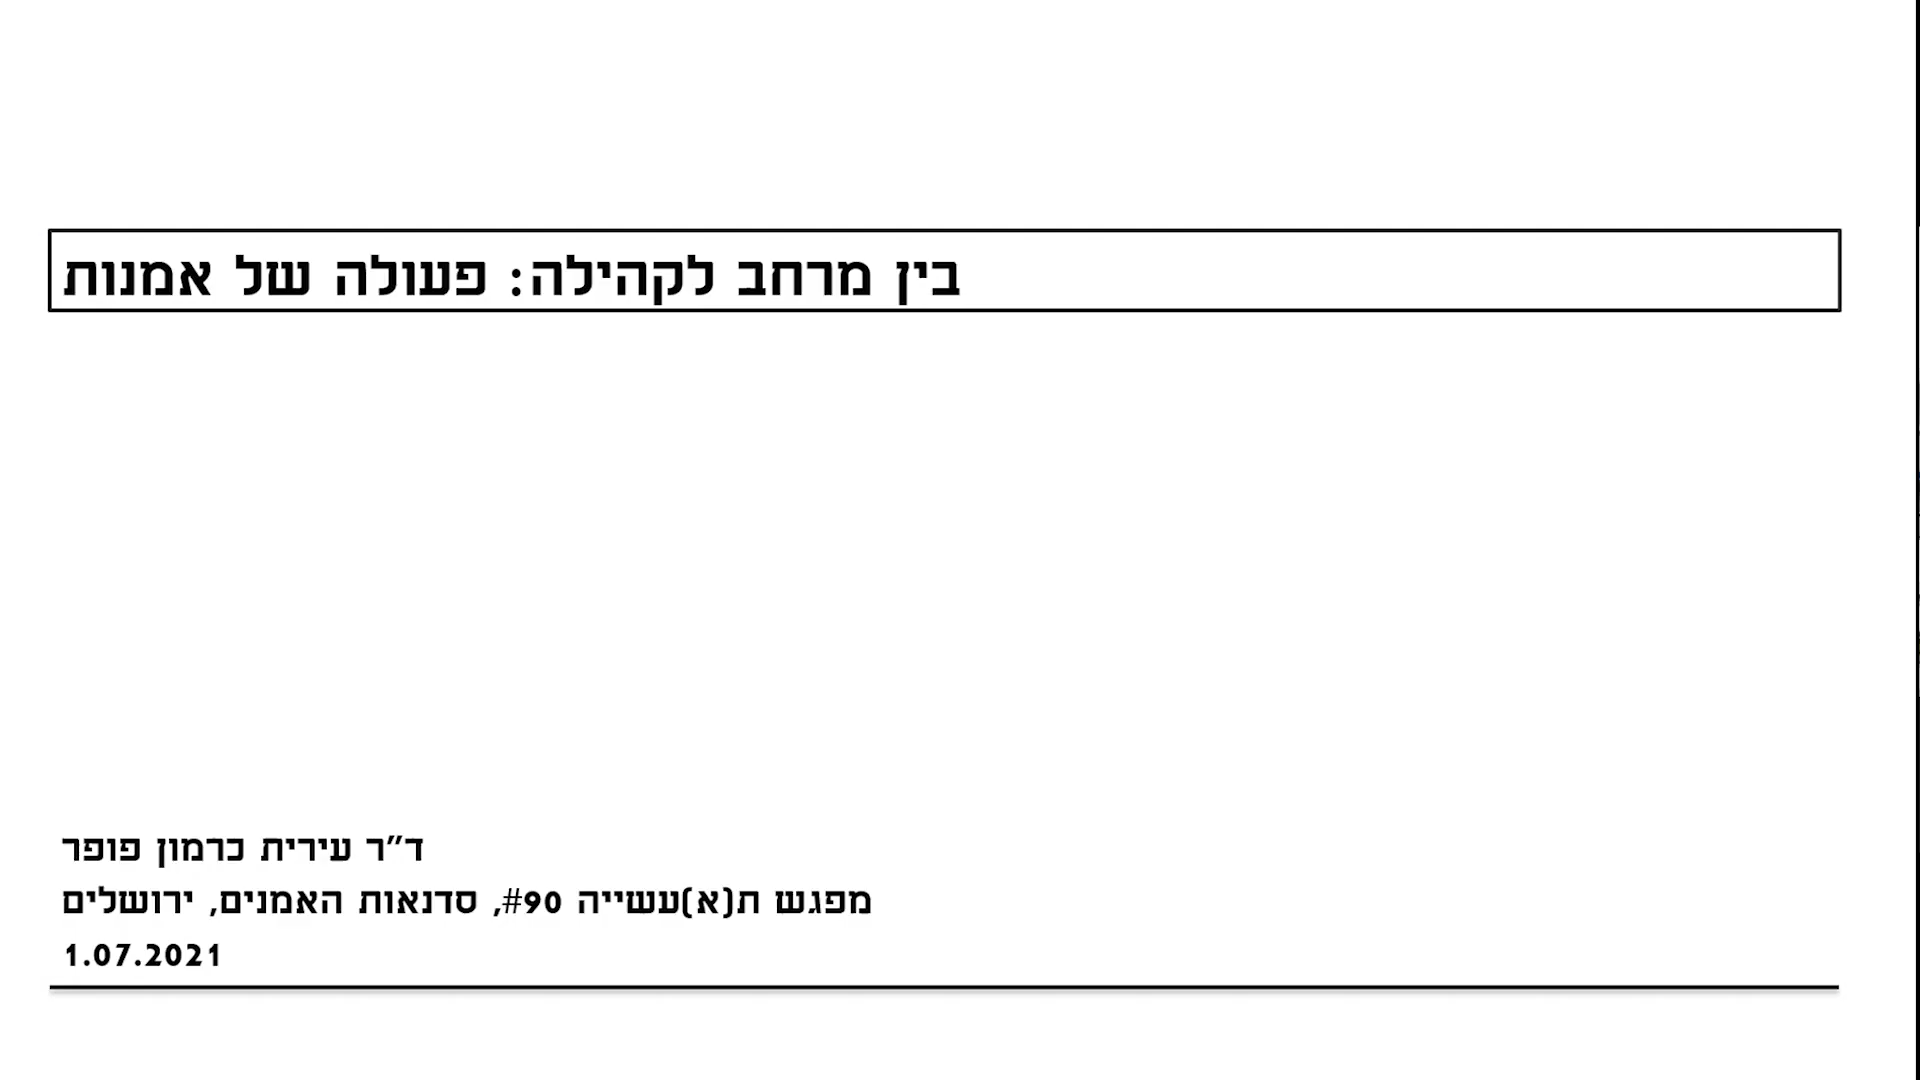 בין מרחב לקהילה: פעולה של אמנות
ד"ר עירית כרמון פופר
מפגש ת(א)עשייה #90, סדנאות האמנים, ירושלים
1.07.2021